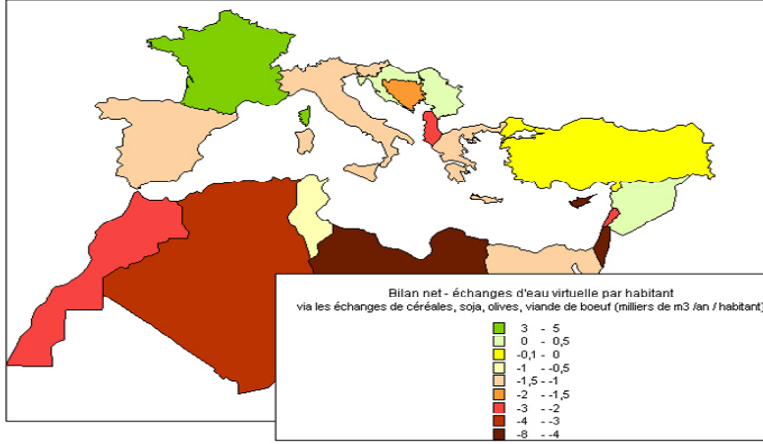 Bilan net - échanges d'eau virtuelle par habitant
via les échanges de céréales, soja, olives, viande de boeuf (milliers de m3 /an / habitant)
3 - 5
0 - 0,5
-0,1 - 0
-1 - -0,5
-1,5 - -1
-2 - -1,5
-3 - -2
-4 - -3
-8 - -4